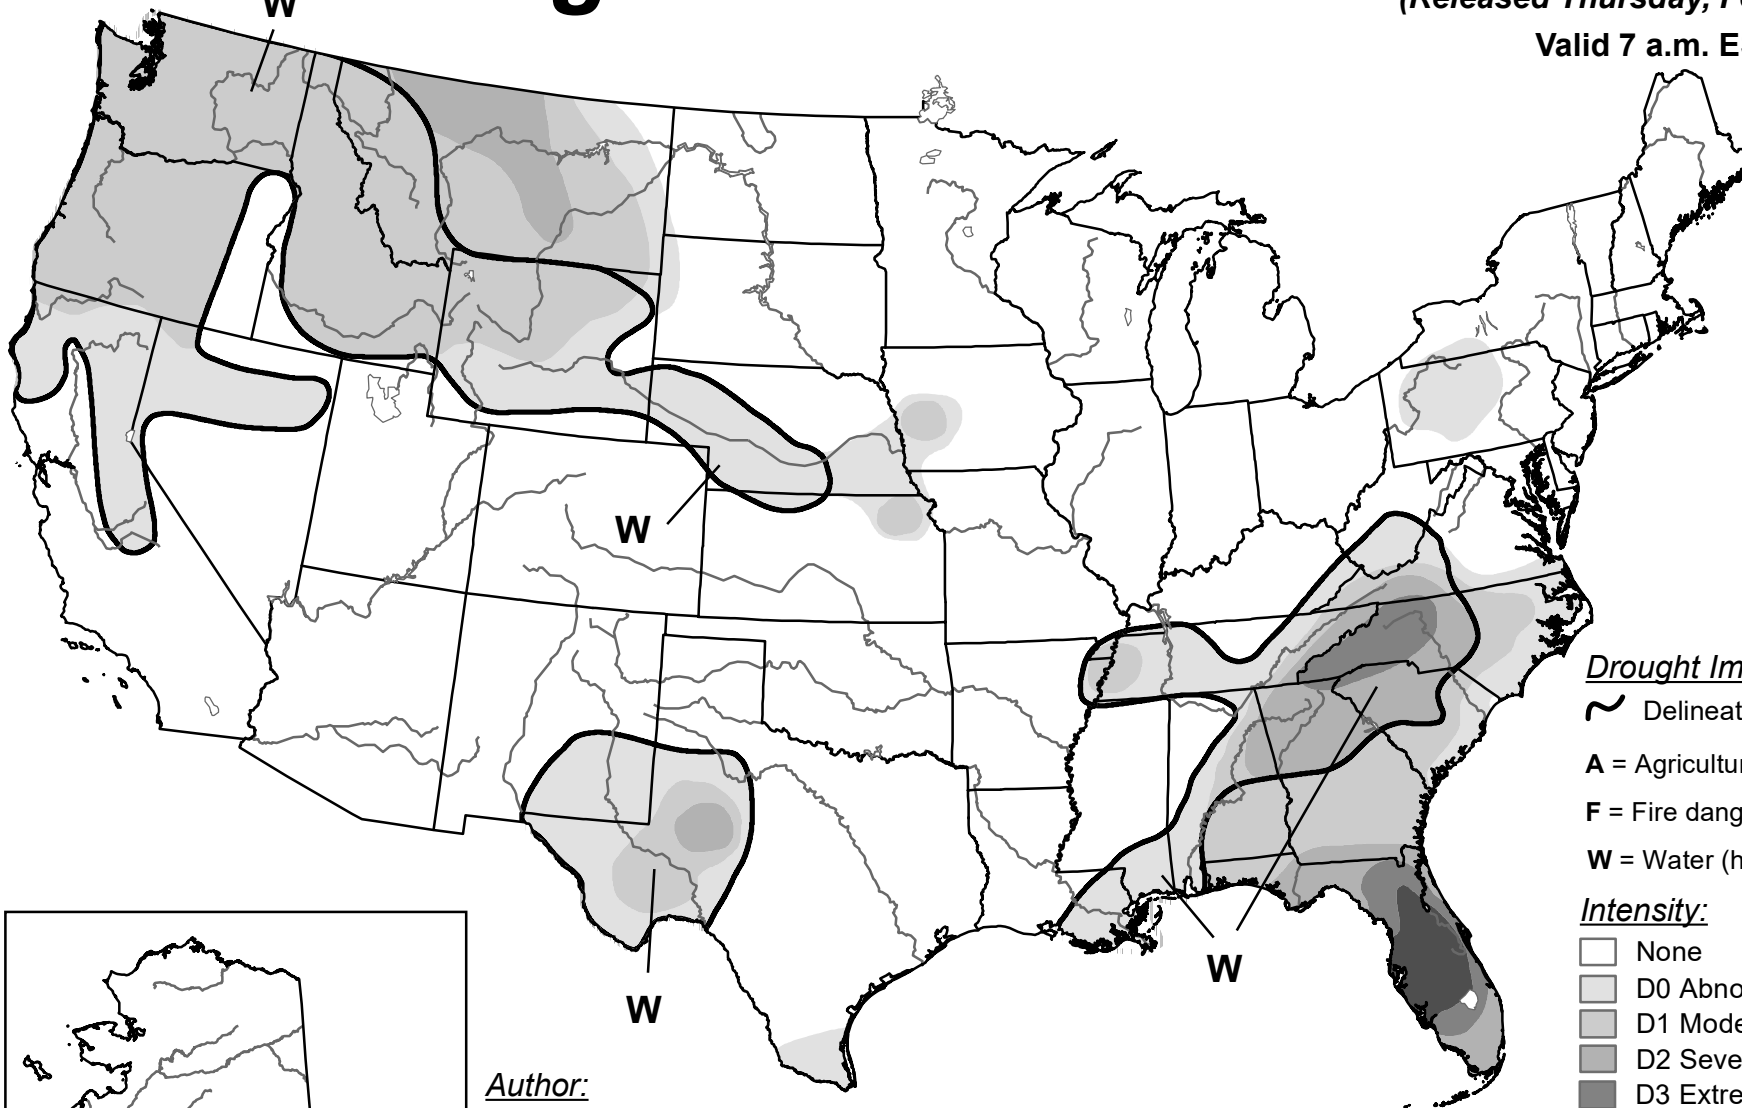 W
(Released Thursday,
Valid 7 a.m.
W
W
W
Drought
Delineat
A = Agricultur
F = Fire dang
W = Water (h
Intensity:
None
D0 Abno
D1 Mode
D2 Seve
D3 Extre
Author: